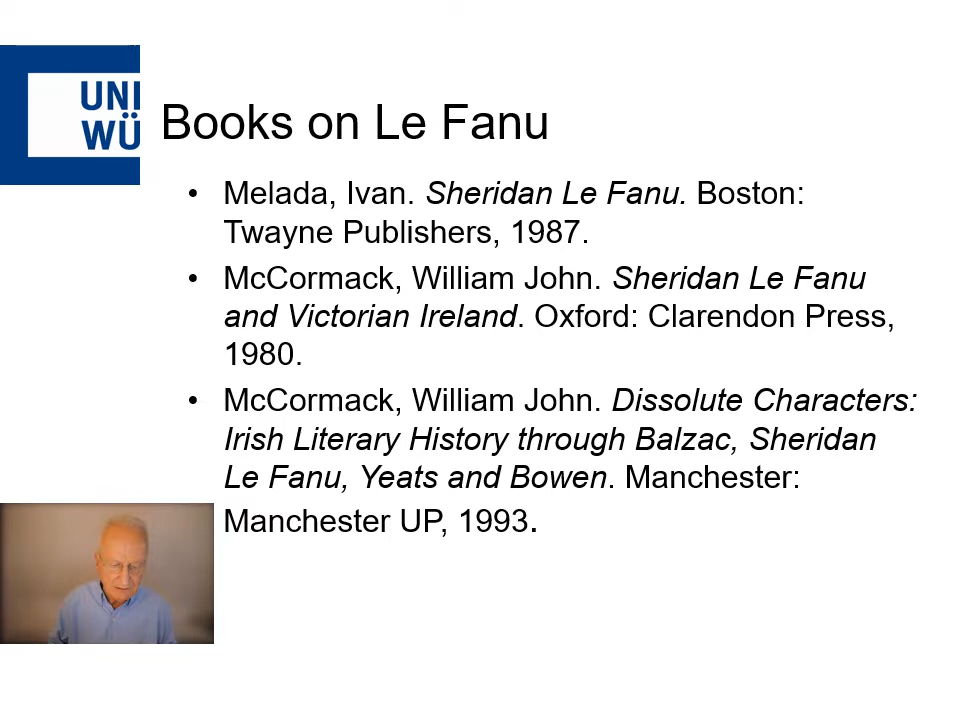 UNI
WÜ
Books on Le Fanu
• Melada, Ivan. Sheridan Le Fanu. Boston:
Twayne Publishers, 1987.
• McCormack, William John. Sheridan Le Fanu
and Victorian Ireland. Oxford: Clarendon Press,
1980.
• McCormack, William John. Dissolute Characters:
Irish Literary History through Balzac, Sheridan
Le Fanu, Yeats and Bowen. Manchester:
Manchester UP, 1993.